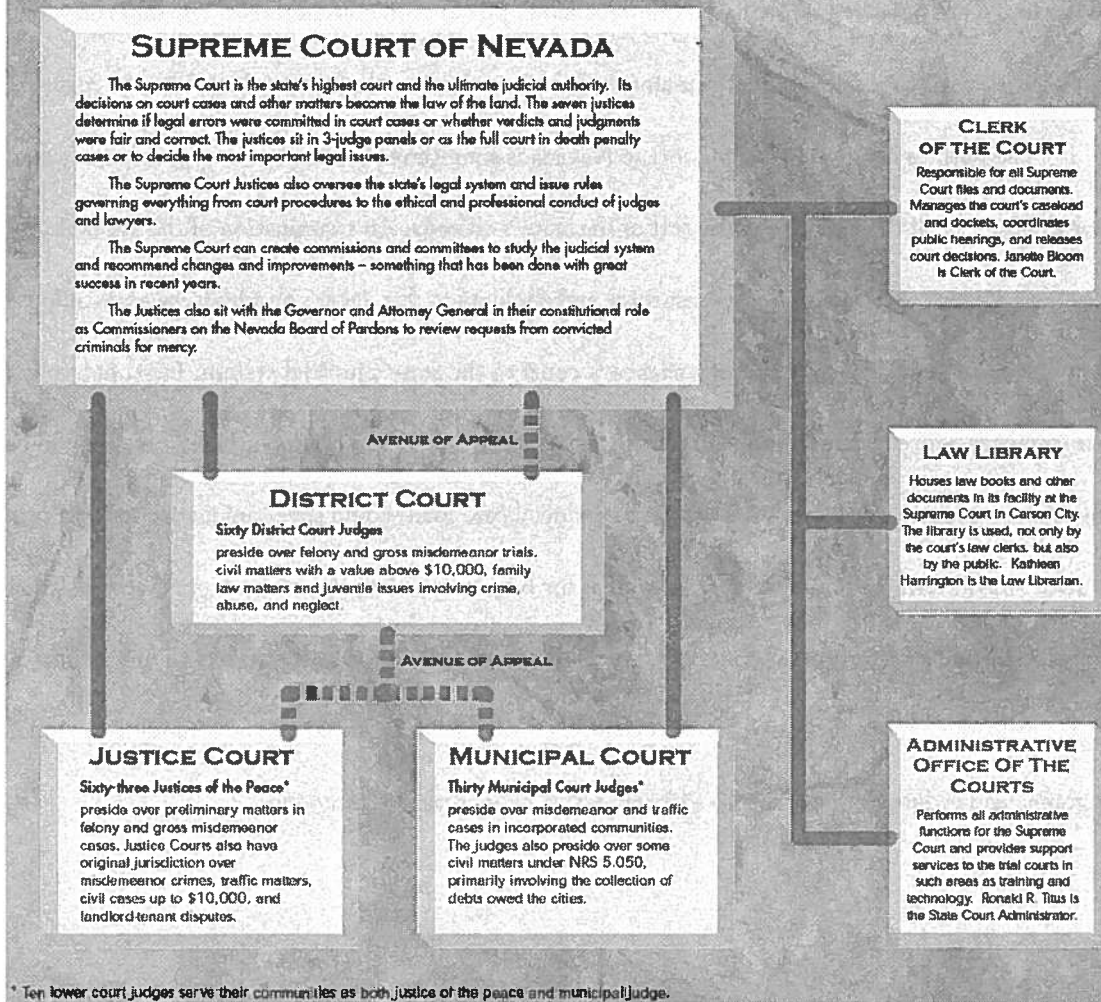 SUPREME COURT OF NEVADA
The Supreme Court is the state's highest court and the ultimate judicial authority. Its
decisions on court cases and other matters become the law of the land. The seven justices
determine if legal errors were committed in court cases or whether verdicts and judgments
were fair and correct. The justices sit in 3-judge panels or as the full court in death penalty
cases or to decide the most important legal issues.
The Supreme Court Justices also oversee the state's legal system and issue rules
governing everything from court procedures to the ethical and professional conduct of judges
and lawyers.
The Supreme Court can create commissions and committees to study the judicial system
and recommend changes and improvements – something that has been done with great
success in recent years.
The Justices also sit with the Governor and Attorney General in their constitutional role
as Commissioners on the Nevada Board of Pardons to review requests from convicted
criminals for mercy.
CLERK
OF THE COURT
Responsible for all Supreme
Court files and documents.
Manages the court's caseload
and dockets, coordinates
public hearings, and releases
court decisions. Janette Bloom
is Clerk of the Court.
AVENUE OF APPEAL
DISTRICT COURT
Sixty District Court Judges
preside over felony and gross misdemeanor trials,
civil matters with a value above $10,000, family
law matters and juvenile issues involving crime,
abuse, and neglect
LAW LIBRARY
Houses law books and other
documents in its facility at the
Supreme Court in Carson City.
The library is used, not only by
the court's law clerks, but also
by the public. Kathleen
Harrington is the Law Librarian.
AVENUE OF APPEAL
JUSTICE COURT
Sixty-three Justices of the Peace*
preside over preliminary matters in
felony and gross misdemeanor
cases. Justice Courts also have
original jurisdiction over
misdemeanor crimes, traffic matters,
civil cases up to $10,000, and
landlord-tenant disputes.
MUNICIPAL COURT
Thirty Municipal Court Judges*
preside over misdemeanor and traffic
cases in incorporated communities.
The judges also preside over some
civil matters under NRS 5.050,
primarily involving the collection of
debts owed the cities.
ADMINISTRATIVE
OFFICE OF THE
COURTS
Performs all administrative
functions for the Supreme
Court and provides support
services to the trial courts in
such areas as training and
technology. Ronald R. Titus is
the State Court Administrator.
* Ten lower court judges serve their communities as both justice of the peace and municipal judge.